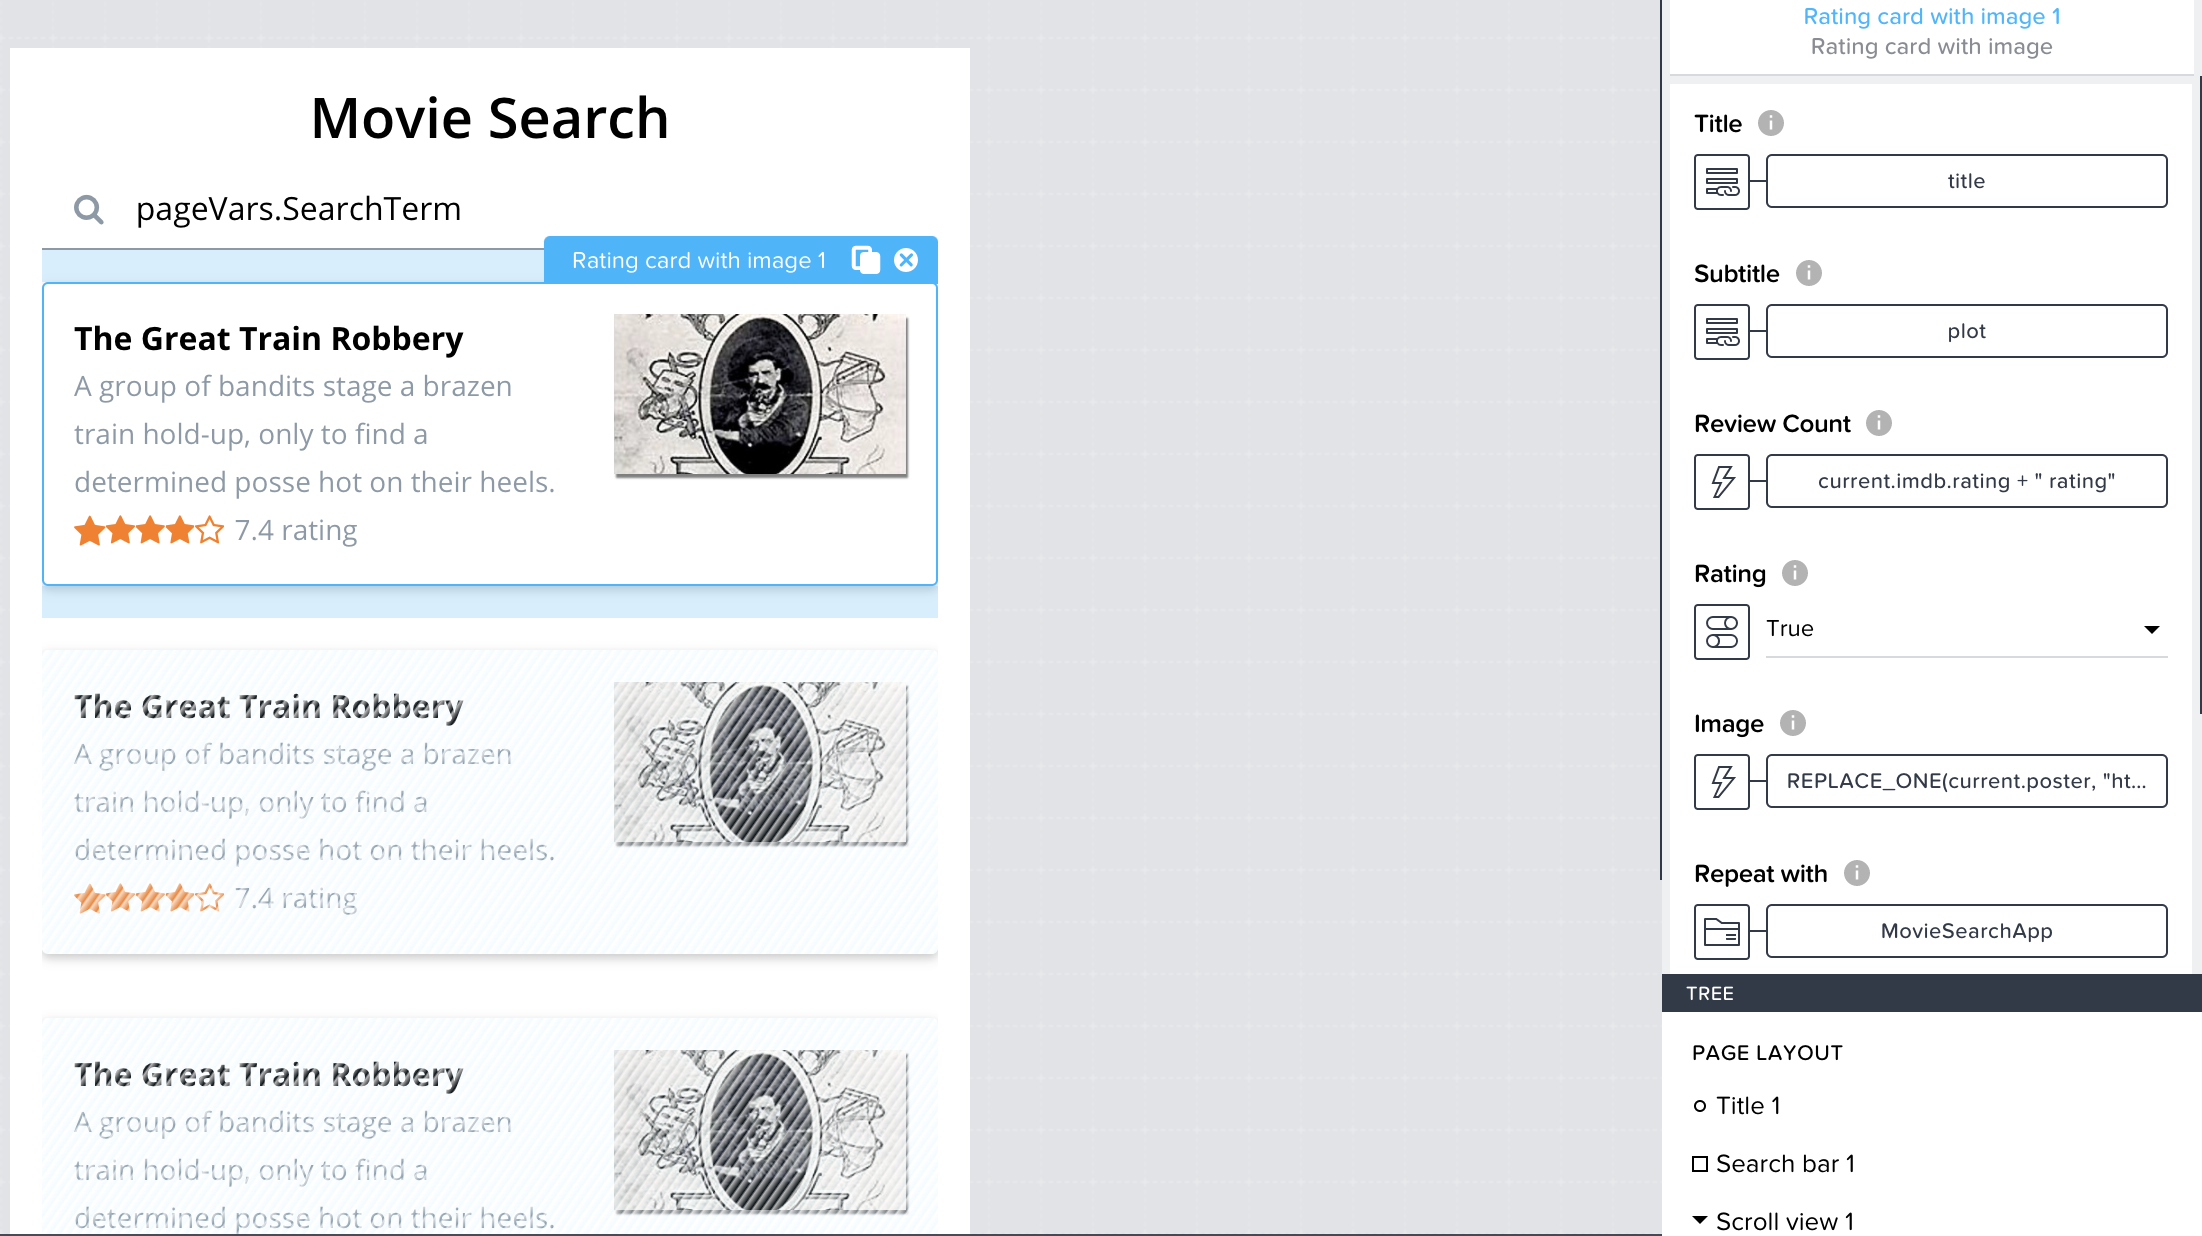 Movie Search
pageVars.SearchTerm
Rating card with image 1
The Great Train Robbery
A group of bandits stage a brazen
train hold-up, only to find a
determined posse hot on their heels.
7.4 rating
The Great Train Robbery
A group of bandits stage a brazen
train hold-up, only to find a
determined posse hot on their heels.
7.4 rating
The Great Train Robbery
A group of bandits stage a brazen
train hold-up, only to find a
determined posse hot on their heels.
Rating card with image 1
Rating card with image
Title
title
Subtitle
plot
Review Count
current.imdb.rating + " rating"
Rating
True
Image
REPLACE_ONE(current.poster, "ht...
Repeat with
MovieSearchApp
TREE
PAGE LAYOUT
Title 1
Search bar 1
Scroll view 1